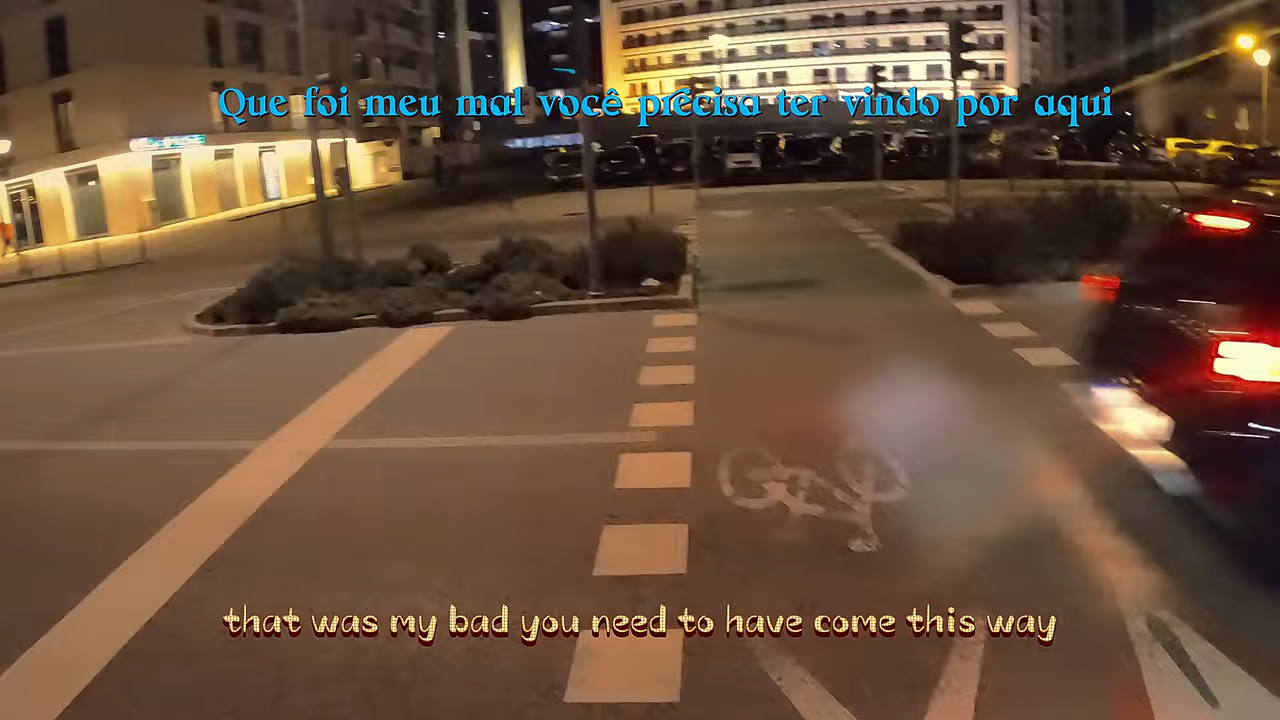 Que foi meu mal você precisa ter vindo por aqui
that was my bad you need to have come this way